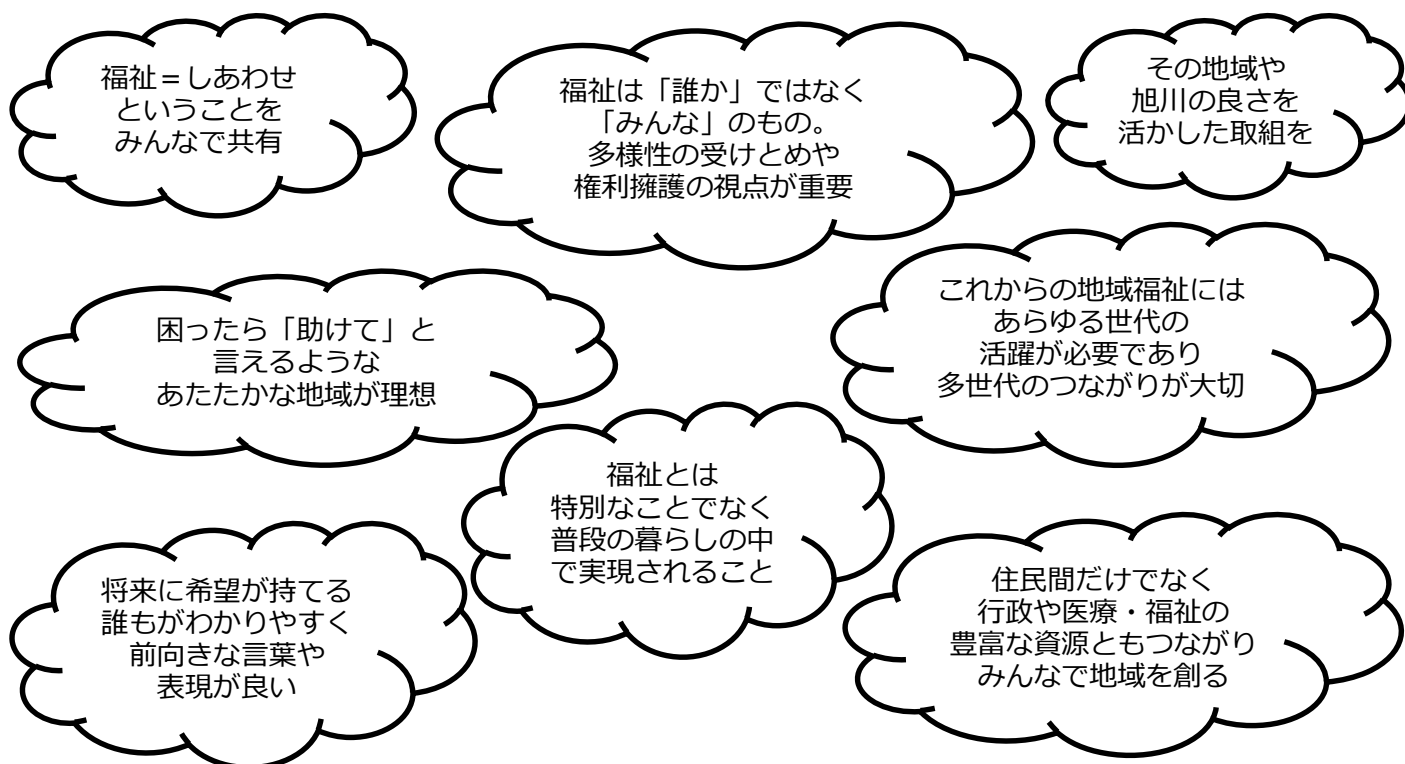 福祉＝しあわせ
ということを
みんなで共有
福祉は「誰か」ではなく
「みんな」のもの。
多様性の受けとめや
権利擁護の視点が重要
その地域や
旭川の良さを
活かした取組を
困ったら「助けて」と
言えるような
あたたかな地域が理想
これからの地域福祉には
あらゆる世代の
活躍が必要であり
多世代のつながりが大切
福祉とは
特別なことでなく
普段の暮らしの中
で実現されること
将来に希望が持てる
誰もがわかりやすく
前向きな言葉や
表現が良い
住民間だけでなく
行政や医療・福祉の
豊富な資源ともつながり
みんなで地域を創る